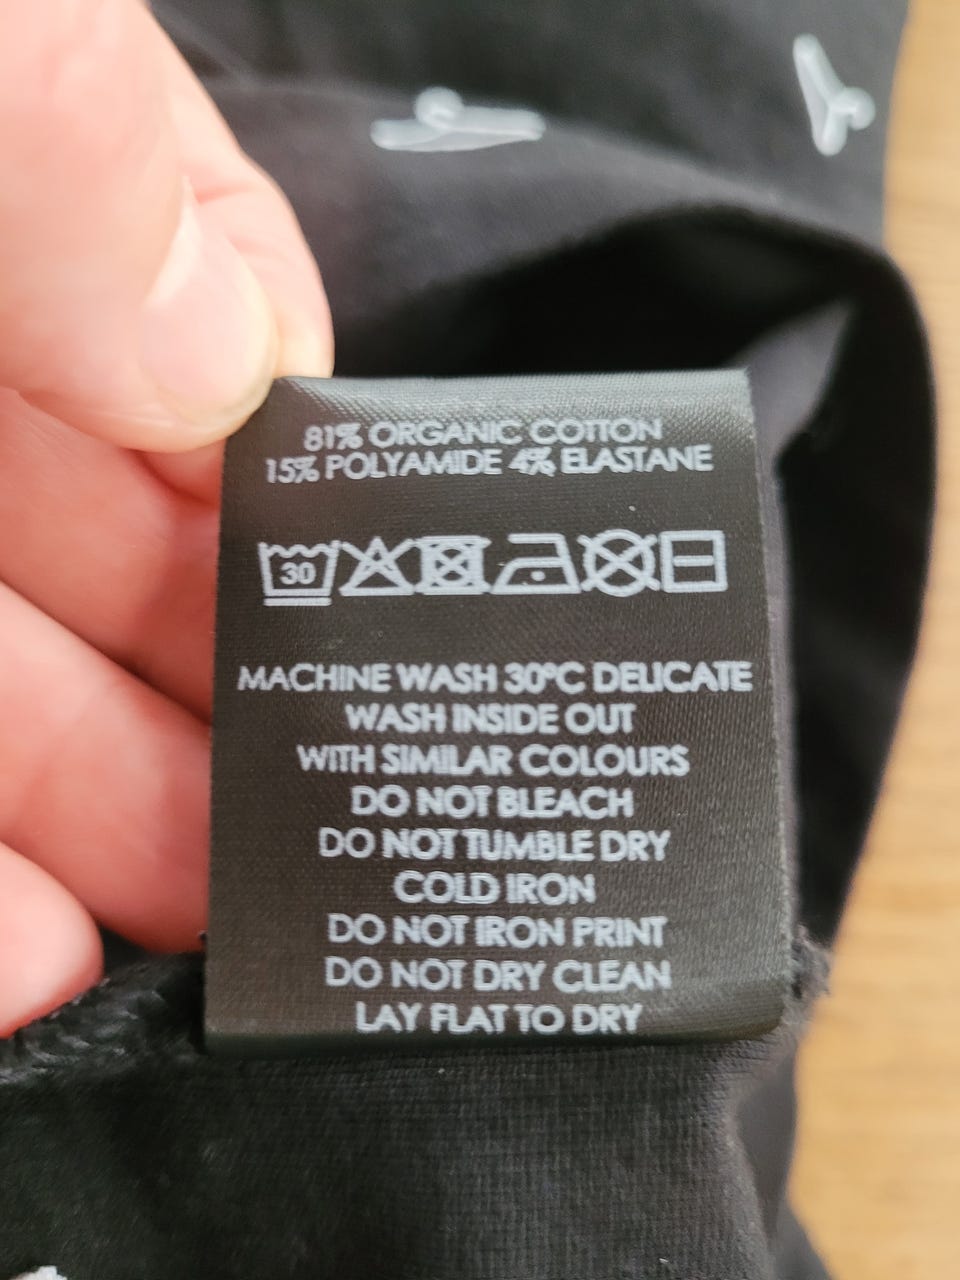 81% ORGANIC COTTON
15% POLYAMIDE 4% ELASTANE
30
MACHINE WASH 30°C DELICATE
WASH INSIDE OUT
WITH SIMILAR COLOURS
DO NOT BLEACH
DO NOT TUMBLE DRY
COLD IRON
DO NOT IRON PRINT
DO NOT DRY CLEAN
LAY FLAT TO DRY